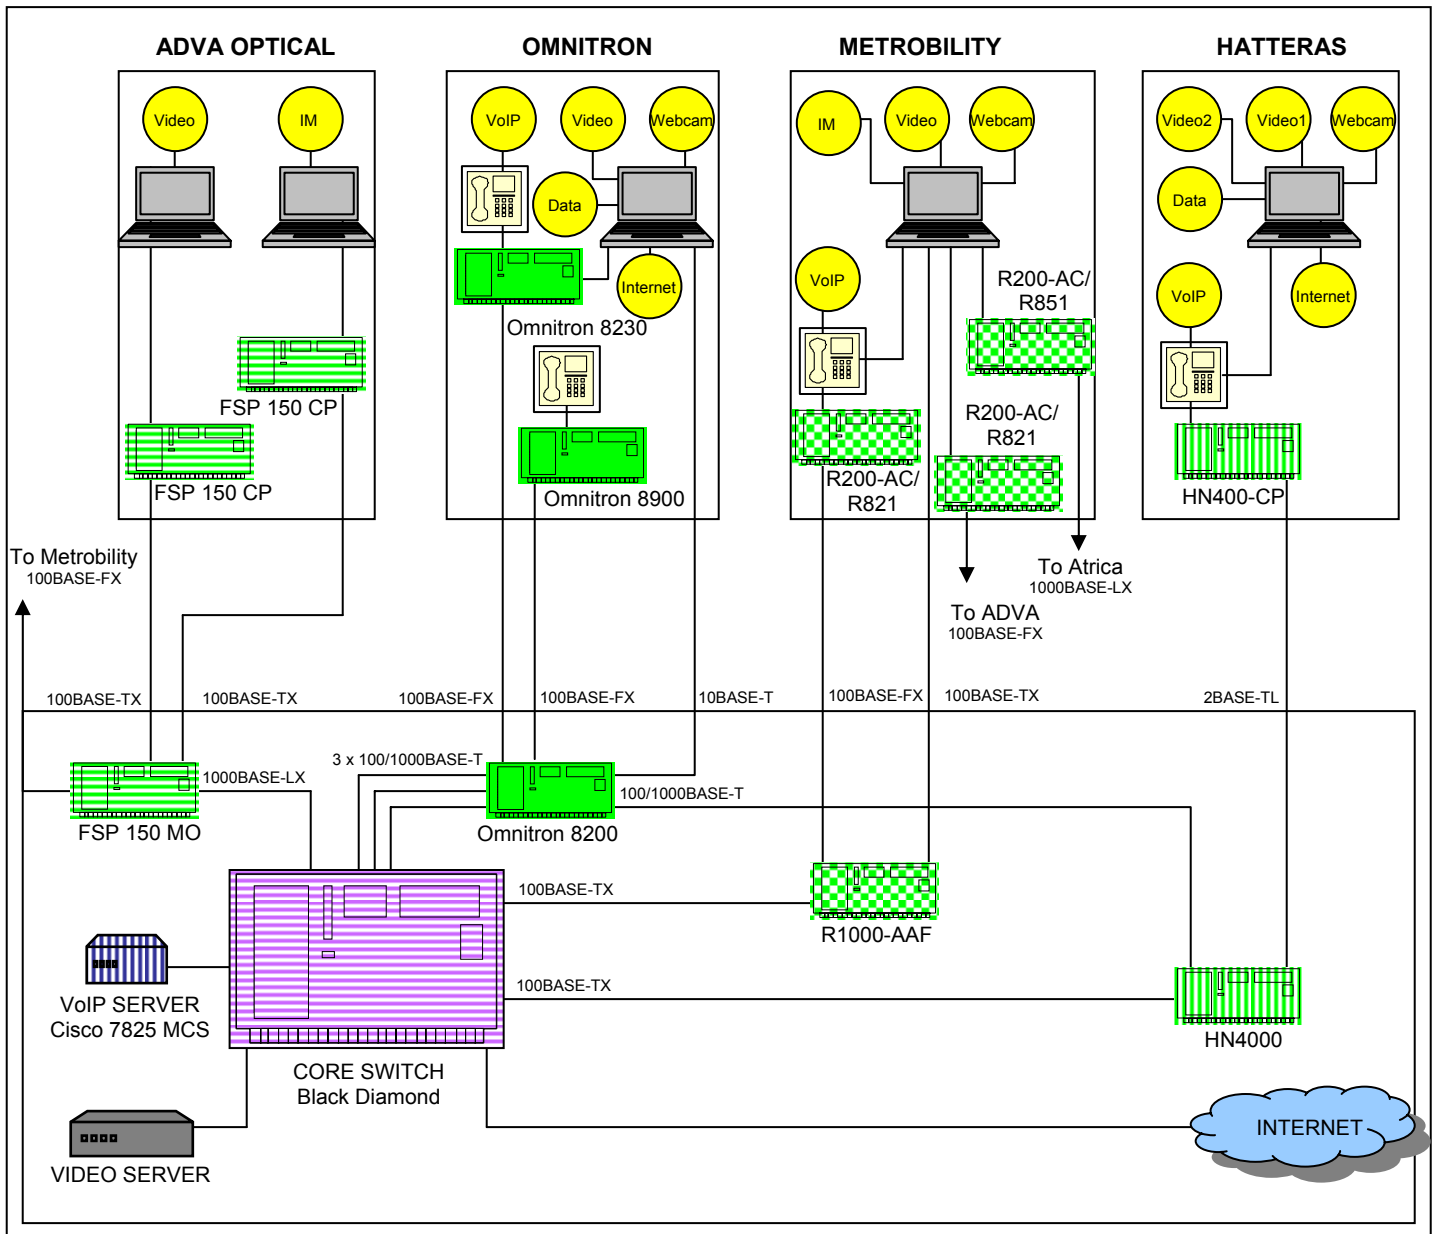 ADVA OPTICAL
OMNITRON
METROBILITY
HATTERAS
Video
IM
VoIP
Video
Webcam
IM
Video
Webcam
Video2
Video1
Webcam
Data
Data
Internet
VoIP
VoIP
Internet
Omnitron 8230
R200-AC/
R851
FSP 150 CP
R200-AC/
R821
FSP 150 CP
Omnitron 8900
R200-AC/
R821
HN400-CP
To Metrobility
100BASE-FX
To Atrica
1000BASE-LX
To ADVA
100BASE-FX
100BASE-TX
100BASE-TX
100BASE-FX
100BASE-FX
10BASE-T
100BASE-FX
100BASE-TX
2BASE-TL
3 x 100/1000BASE-T
1000BASE-LX
100/1000BASE-T
FSP 150 MO
Omnitron 8200
100BASE-TX
R1000-AAF
100BASE-TX
VoIP SERVER
Cisco 7825 MCS
HN4000
CORE SWITCH
Black Diamond
INTERNET
VIDEO SERVER